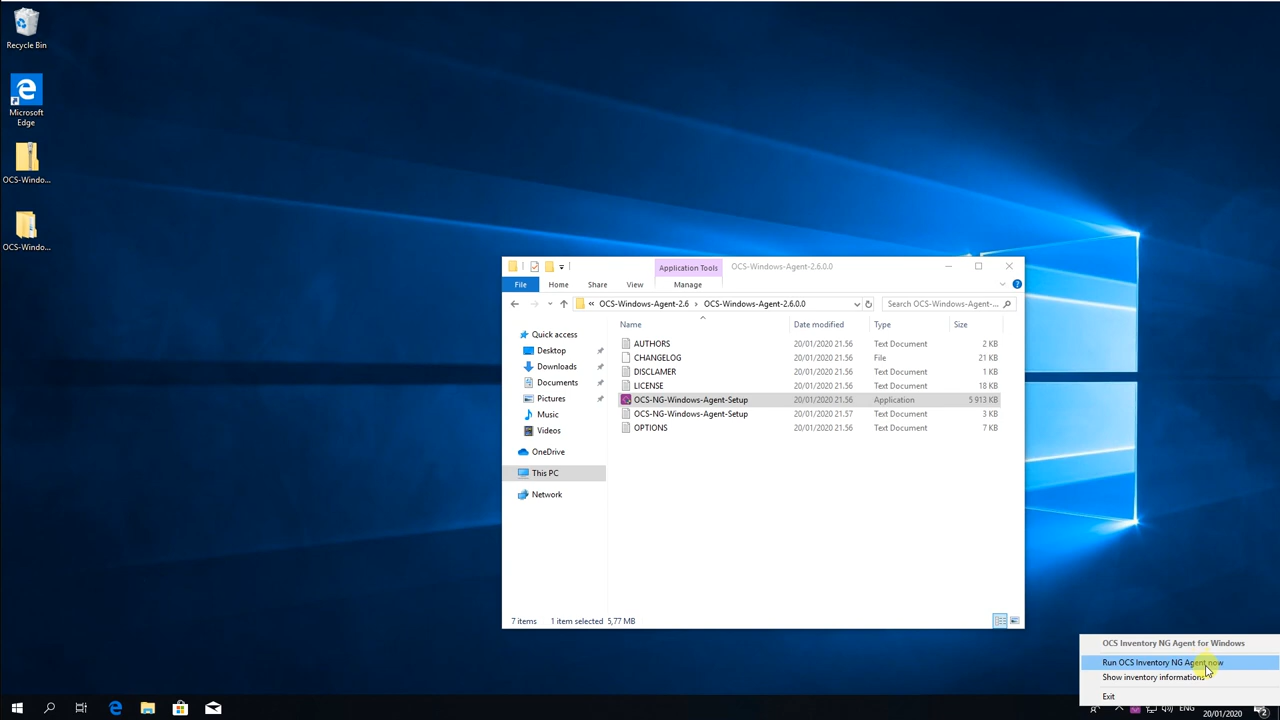 Recycle Bin
Microsoft
Edge
OCS-Windo...
OCS-Windo...
Application Tools
OCS-Windows-Agent-2.6.0.0
File
Home
Share
View
Manage
«
OCS-Windows-Agent-2.6
OCS-Windows-Agent-2.6.0.0
Search OCS-Windows-Agent-...
Quick access
Desktop
Downloads
Documents
Pictures
Music
Videos
OneDrive
This PC
Network
Name Date modified Type Size
AUTHORS 20/01/2020 21.56 Text Document 2 KB
CHANGELOG 20/01/2020 21.56 File 21 KB
DISCLAMER 20/01/2020 21.56 Text Document 1 KB
LICENSE 20/01/2020 21.56 Text Document 18 KB
OCS-NG-Windows-Agent-Setup 20/01/2020 21.56 Application 5 913 KB
OCS-NG-Windows-Agent-Setup 20/01/2020 21.57 Text Document 3 KB
OPTIONS 20/01/2020 21.56 Text Document 7 KB
7 items 1 item selected 5,77 MB
OCS Inventory NG Agent for Windows
Run OCS Inventory NG Agent now
Show inventory informations
Exit
ENG
20/01/2020
2